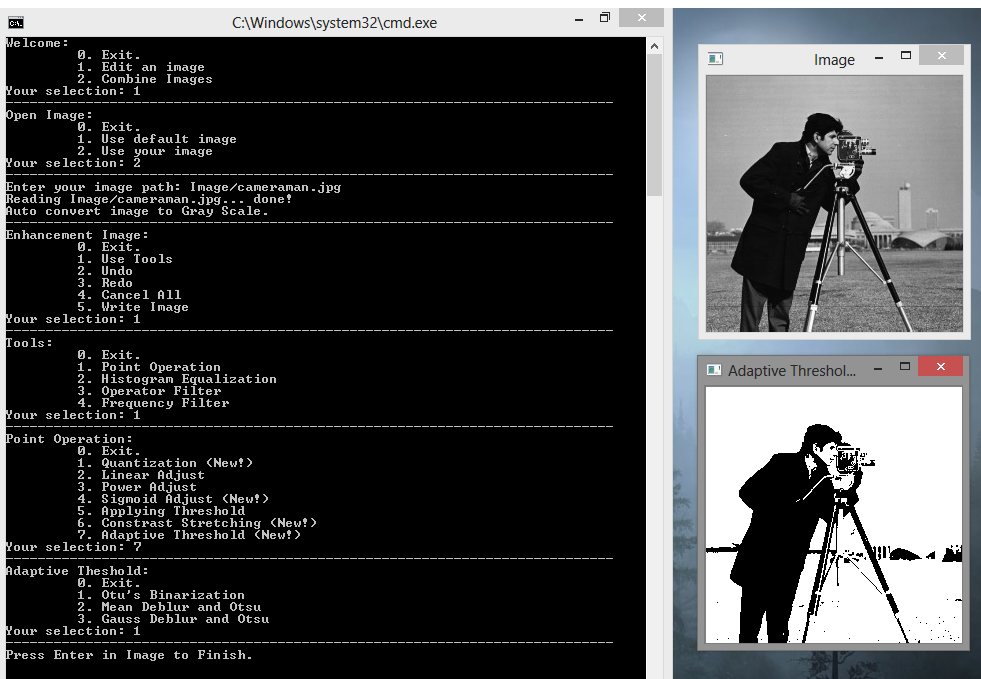 C:\Windows\system32\cmd.exe
Welcome:
0. Exit.
1. Edit an image
2. Combine Images
Your selection: 1
Open Image:
0. Exit.
1. Use default image
2. Use your image
Your selection: 2
Enter your image path: Image/cameraman.jpg
Reading Image/cameraman.jpg... done!
Auto convert image to Gray Scale.
Enhancement Image:
0. Exit.
1. Use Tools
2. Undo
3. Redo
4. Cancel All
5. Write Image
Your selection: 1
Tools:
0. Exit.
1. Point Operation
2. Histogram Equalization
3. Operator Filter
4. Frequency Filter
Your selection: 1
Point Operation:
0. Exit.
1. Quantization (New!)
2. Linear Adjust
3. Power Adjust
4. Sigmoid Adjust (New!)
5. Applying Threshold
6. Constrast Stretching (New!)
7. Adaptive Threshold (New!)
Your selection: 7
Adaptive Theshold:
0. Exit.
1. Otu's Binarization
2. Mean Deblur and Otsu
3. Gauss Deblur and Otsu
Your selection: 1
Press Enter in Image to Finish.
Image
Adaptive Threshol...